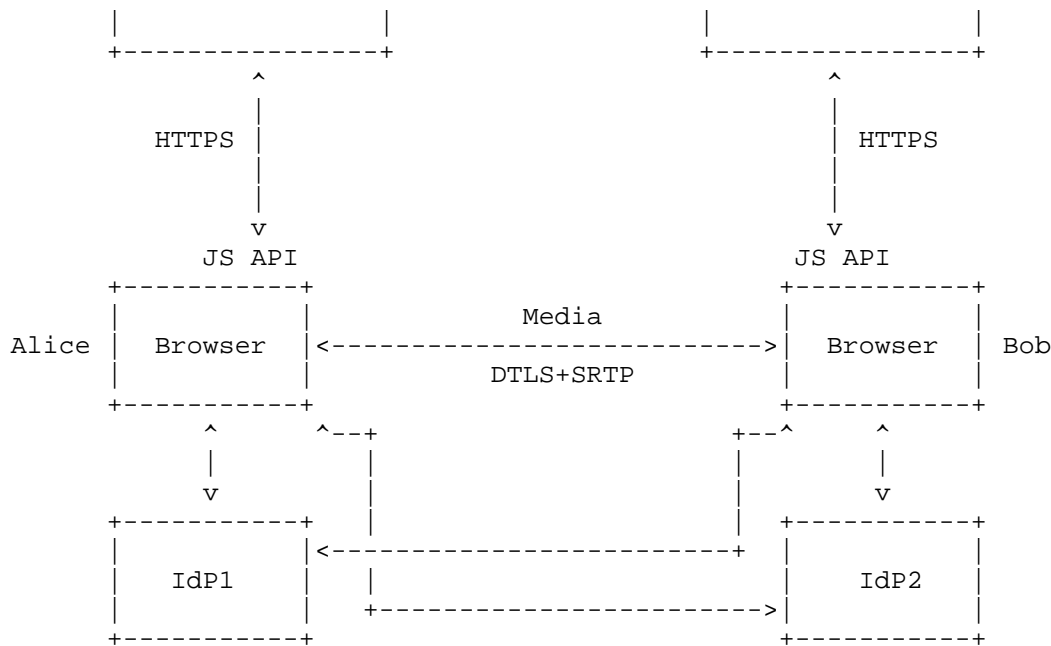 HTTPS HTTPS
JS API JS API
Media
Alice Browser Browser Bob
DTLS+SRTP
IdP1 IdP2